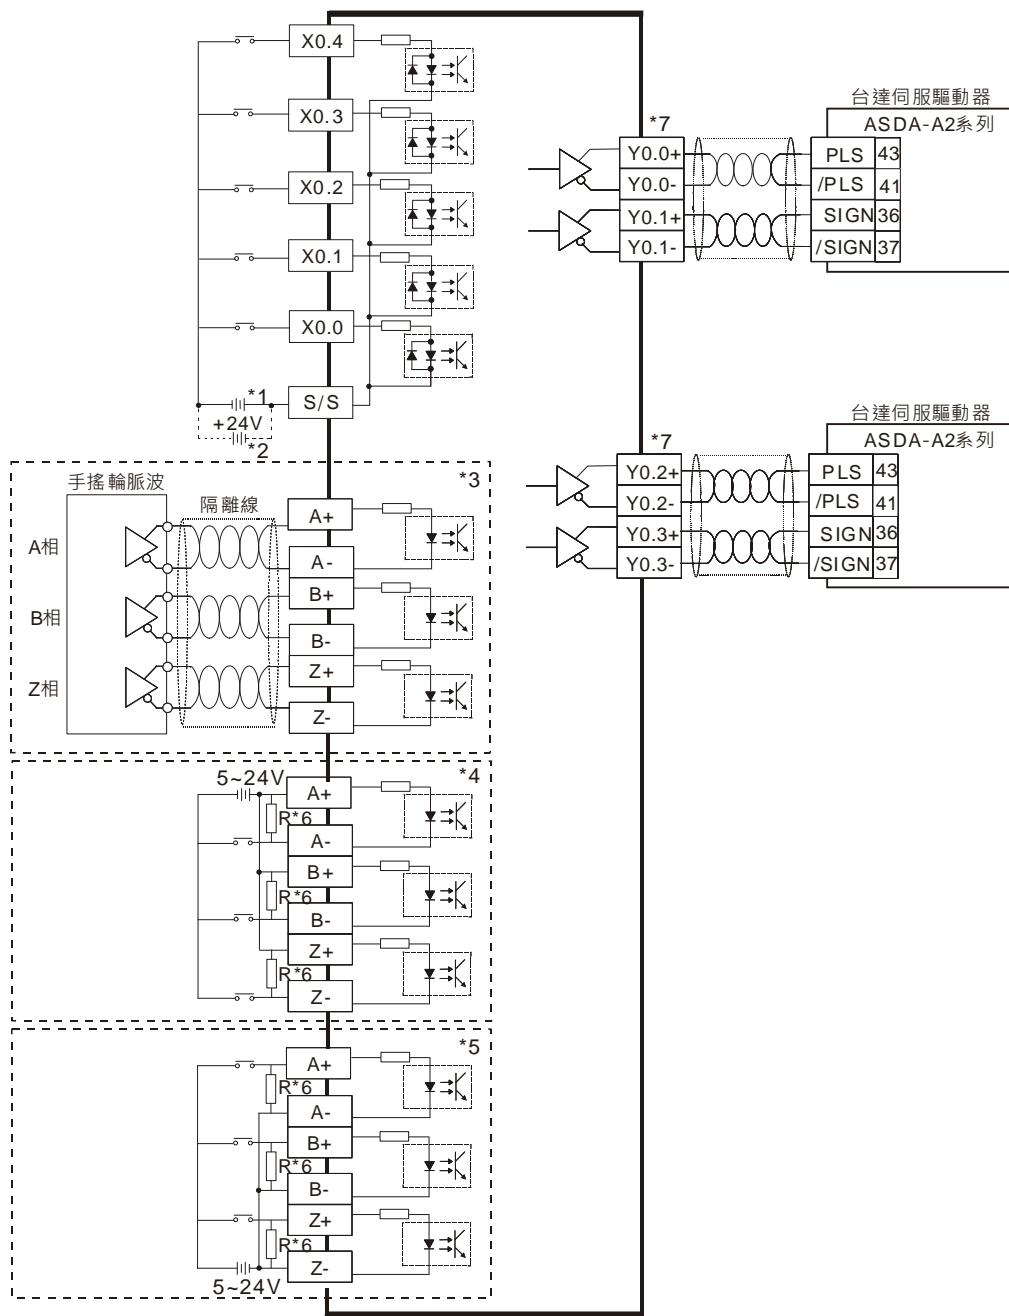 X0.4
X0.3
X0.2
X0.1
X0.0
*1
S/S
+24V
*2
*7
台達伺服驅動器
ASDA-A2系列
Y0.0+
PLS 43
Y0.0-
/PLS 41
Y0.1+
SIGN 36
Y0.1-
/SIGN 37
*7
台達伺服驅動器
ASDA-A2系列
Y0.2+
PLS 43
Y0.2-
/PLS 41
Y0.3+
SIGN 36
Y0.3-
/SIGN 37
*3
手搖輪脈波
隔離線
A相
A+
A-
B相
B+
B-
Z相
Z+
Z-
*4
5~24V
A+
R*6
A-
B+
R*6
B-
Z+
R*6
Z-
*5
A+
R*6
A-
B+
R*6
B-
Z+
R*6
Z-
5~24V